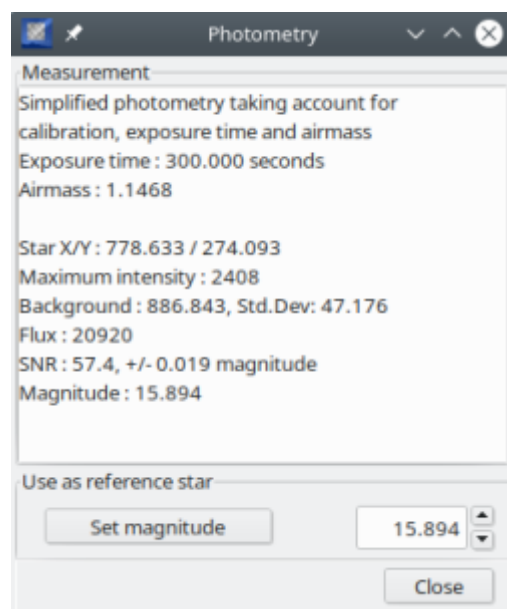 Photometry
Measurement
Simplified photometry taking account for
calibration, exposure time and airmass
Exposure time : 300.000 seconds
Airmass : 1.1468
Star X/Y : 778.633 / 274.093
Maximum intensity : 2408
Background : 886.843, Std.Dev: 47.176
Flux : 20920
SNR : 57.4, +/- 0.019 magnitude
Magnitude : 15.894
Use as reference star
Set magnitude 15.894
Close